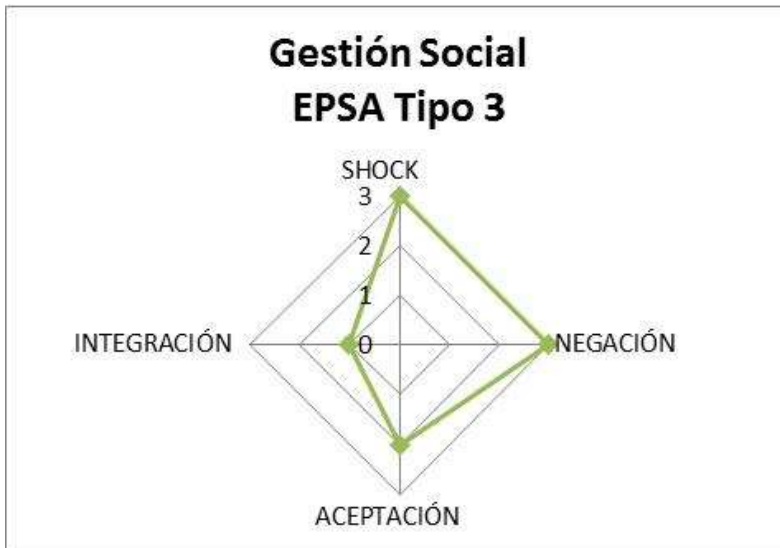 Gestión Social
EPSA Tipo 3
SHOCK
3
2
1
0
INTEGRACIÓN
NEGACIÓN
ACEPTACIÓN